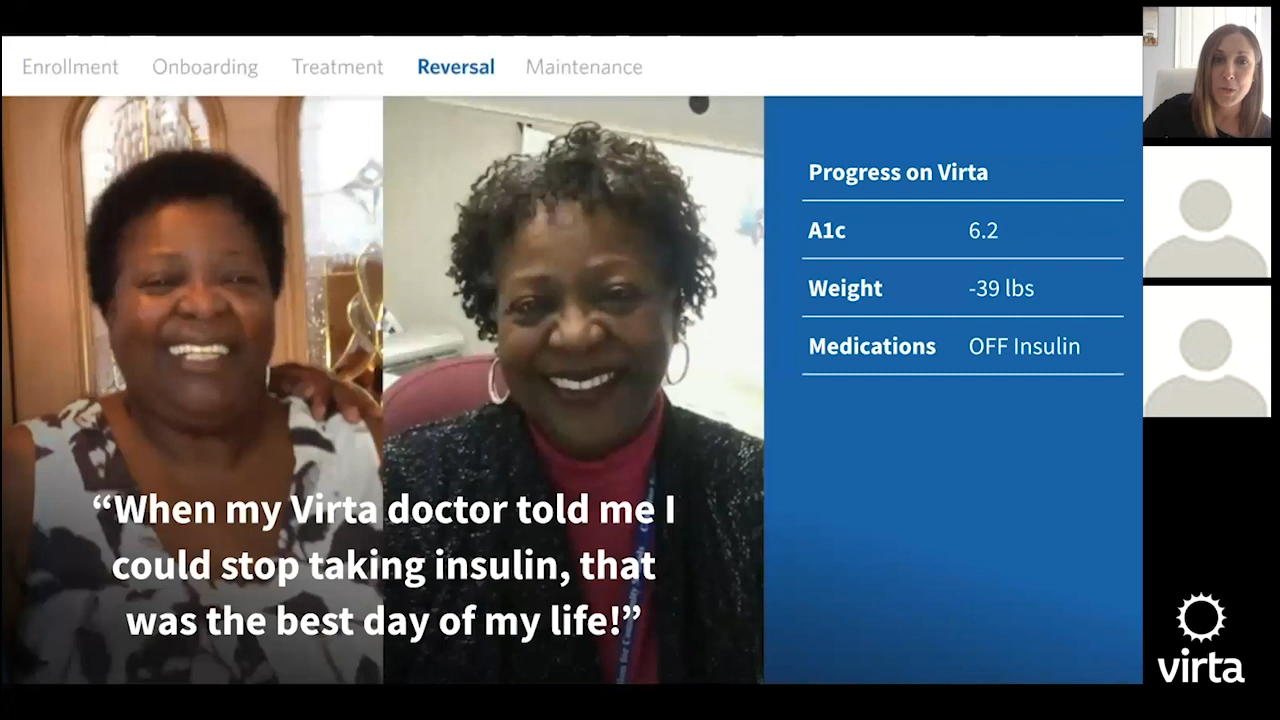 Enrollment Onboarding Treatment Reversal Maintenance
Progress on Virta
A1c 6.2
Weight -39 lbs
Medications OFF Insulin
“When my Virta doctor told me I
could stop taking insulin, that
was the best day of my life!”
virta